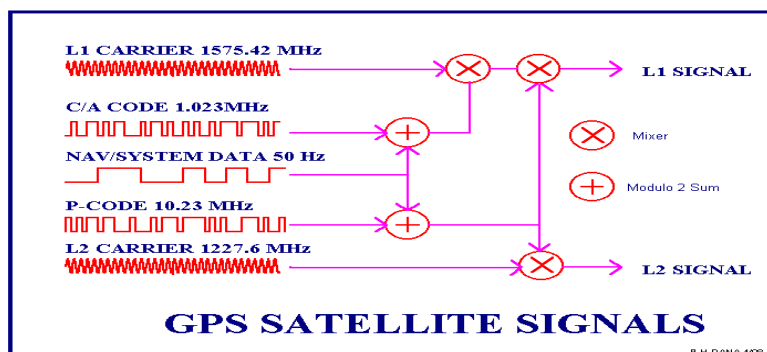 L1 CARRIER 1575.42 MHz
L1 SIGNAL
C/A CODE 1.023MHz
Mixer
NAV/SYSTEM DATA 50 Hz
Modulo 2 Sum
P-CODE 10.23 MHz
L2 CARRIER 1227.6 MHz
L2 SIGNAL
GPS SATELLITE SIGNALS